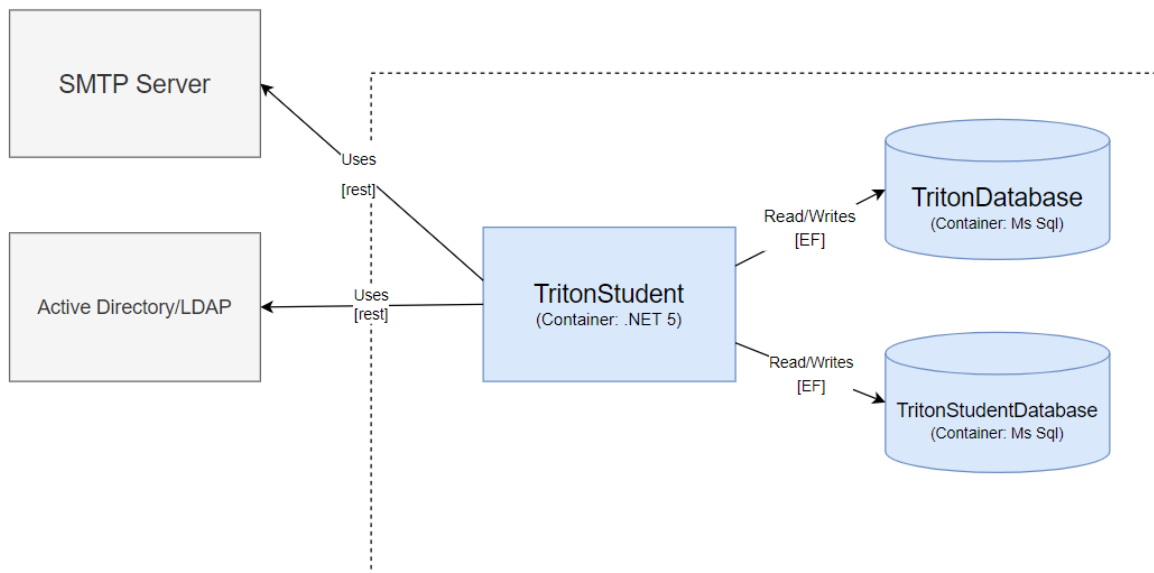 SMTP Server
Uses
[rest]
Active Directory/LDAP
Uses
[rest]
TritonStudent
(Container: .NET 5)
Read/Writes
[EF]
TritonDatabase
(Container: Ms Sql)
Read/Writes
[EF]
TritonStudentDatabase
(Container: Ms Sql)